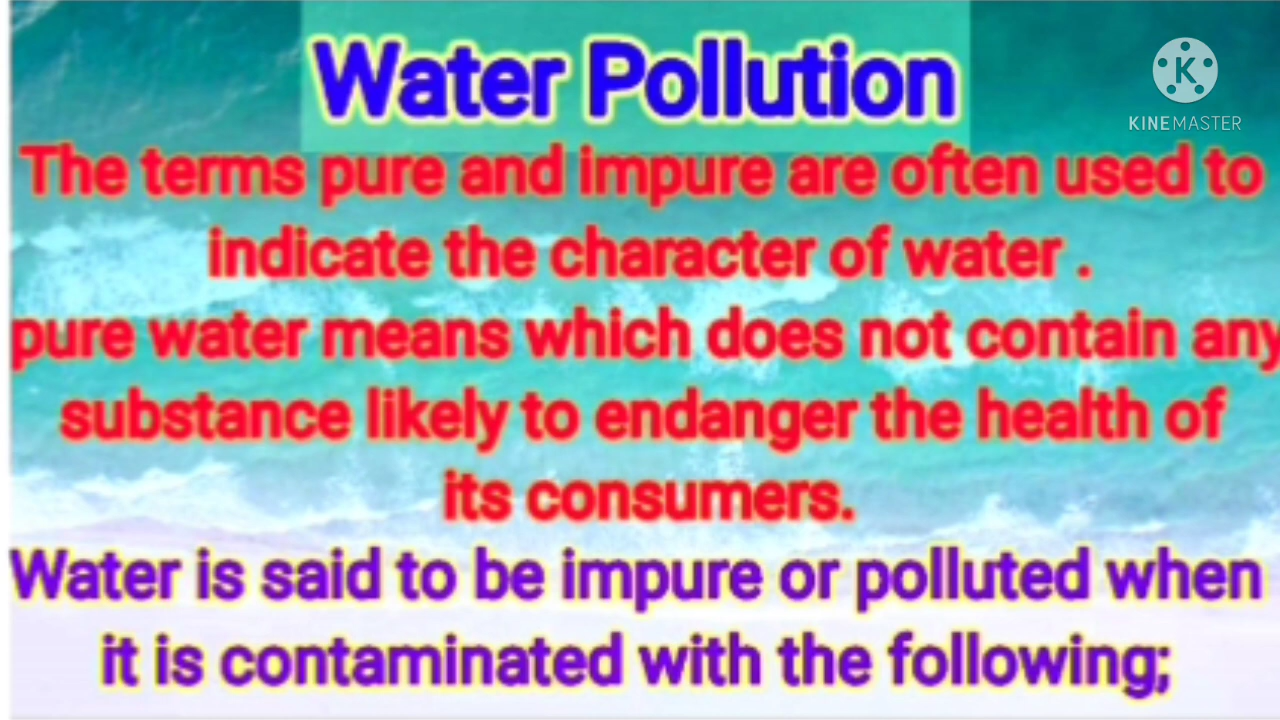 Water Pollution
KINEMASTER
The terms pure and impure are often used to
indicate the character of water .
pure water means which does not contain any
substance likely to endanger the health of
its consumers.
Water is said to be impure or polluted when
it is contaminated with the following;